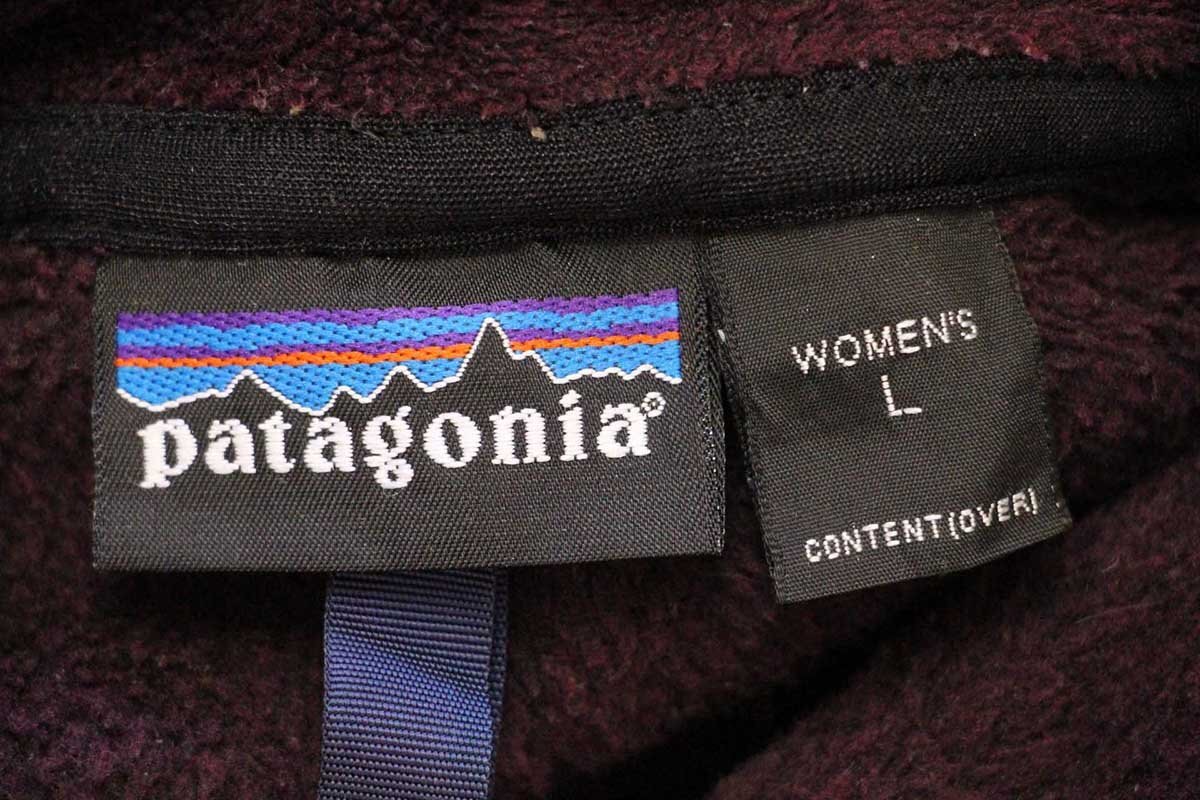 patagonia®
WOMEN'S
L
CONTENT(OVER)